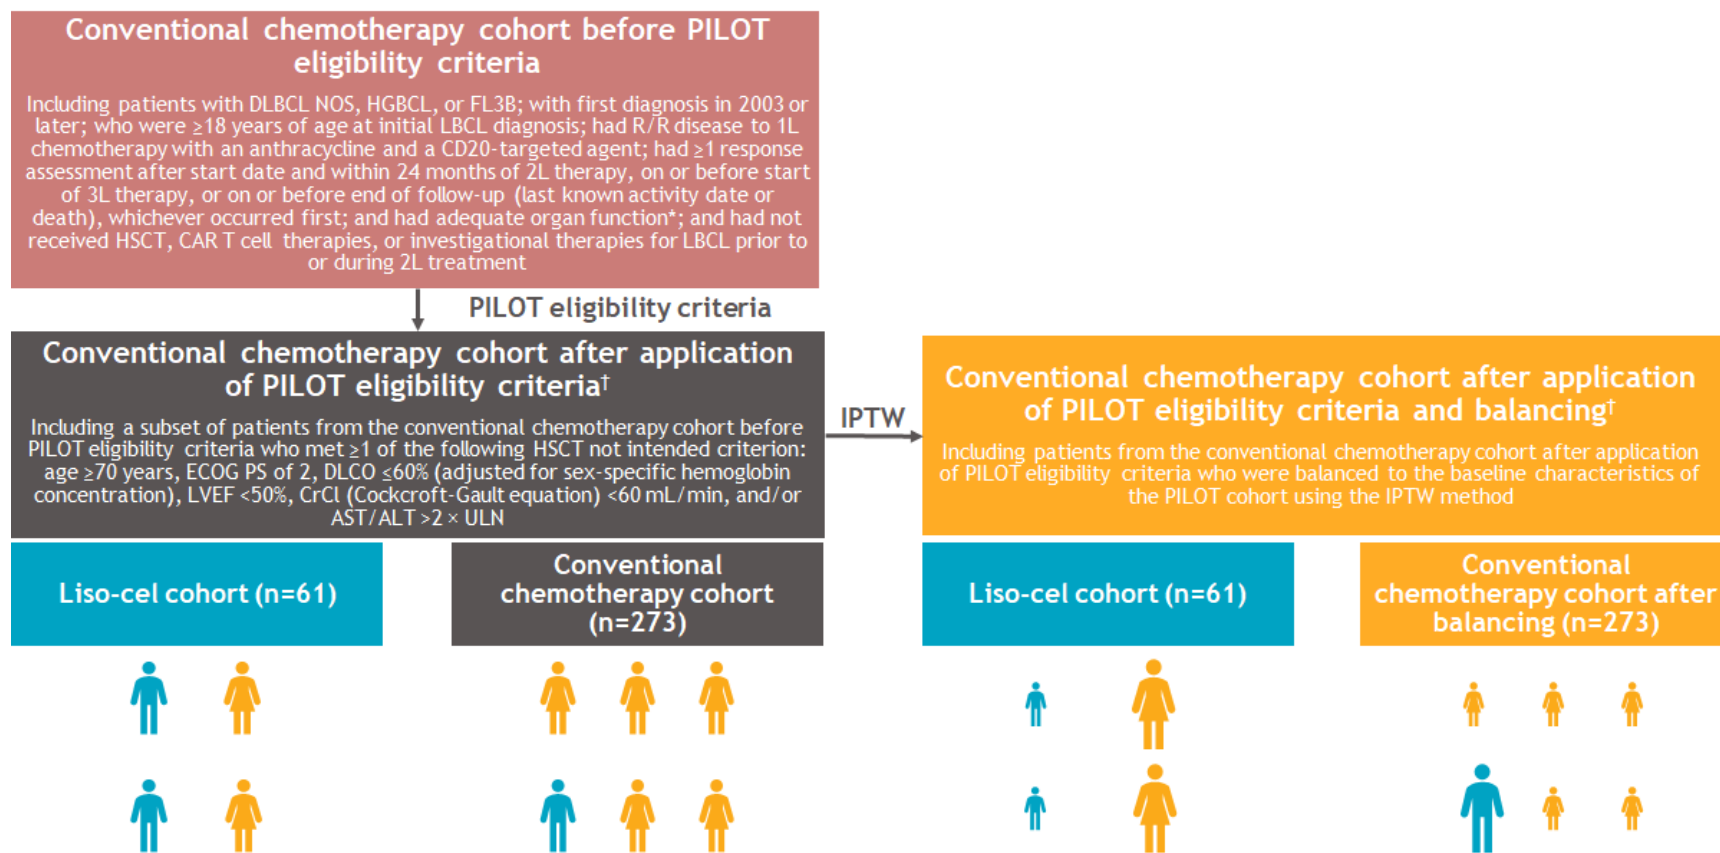 Conventional chemotherapy cohort before PILOT
eligibility criteria
Including patients with DLBCL NOS, HGBCL, or FL3B; with first diagnosis in 2003 or
later; who were ≥18 years of age at initial LBCL diagnosis; had R/R disease to 1L
chemotherapy with an anthracycline and a CD20-targeted agent; had ≥1 response
assessment after start date and within 24 months of 2L therapy, on or before start
of 3L therapy, or on or before end of follow-up (last known activity date or
death), whichever occurred first; and had adequate organ function*; and had not
received HSCT, CAR T cell therapies, or investigational therapies for LBCL prior to
or during 2L treatment
PILOT eligibility criteria
Conventional chemotherapy cohort after application
of PILOT eligibility criteria†
Including a subset of patients from the conventional chemotherapy cohort before
PILOT eligibility criteria who met ≥1 of the following HSCT not intended criterion:
age ≥70 years, ECOG PS of 2, DLCO ≤60% (adjusted for sex-specific hemoglobin
concentration), LVEF <50%, CrCl (Cockcroft-Gault equation) <60 mL/min, and/or
AST/ALT >2 × ULN
IPTW
Conventional chemotherapy cohort after application
of PILOT eligibility criteria and balancing†
Including patients from the conventional chemotherapy cohort after application
of PILOT eligibility criteria who were balanced to the baseline characteristics of
the PILOT cohort using the IPTW method
Liso-cel cohort (n=61)
Conventional
chemotherapy cohort
(n=273)
Liso-cel cohort (n=61)
Conventional
chemotherapy cohort after
balancing (n=273)